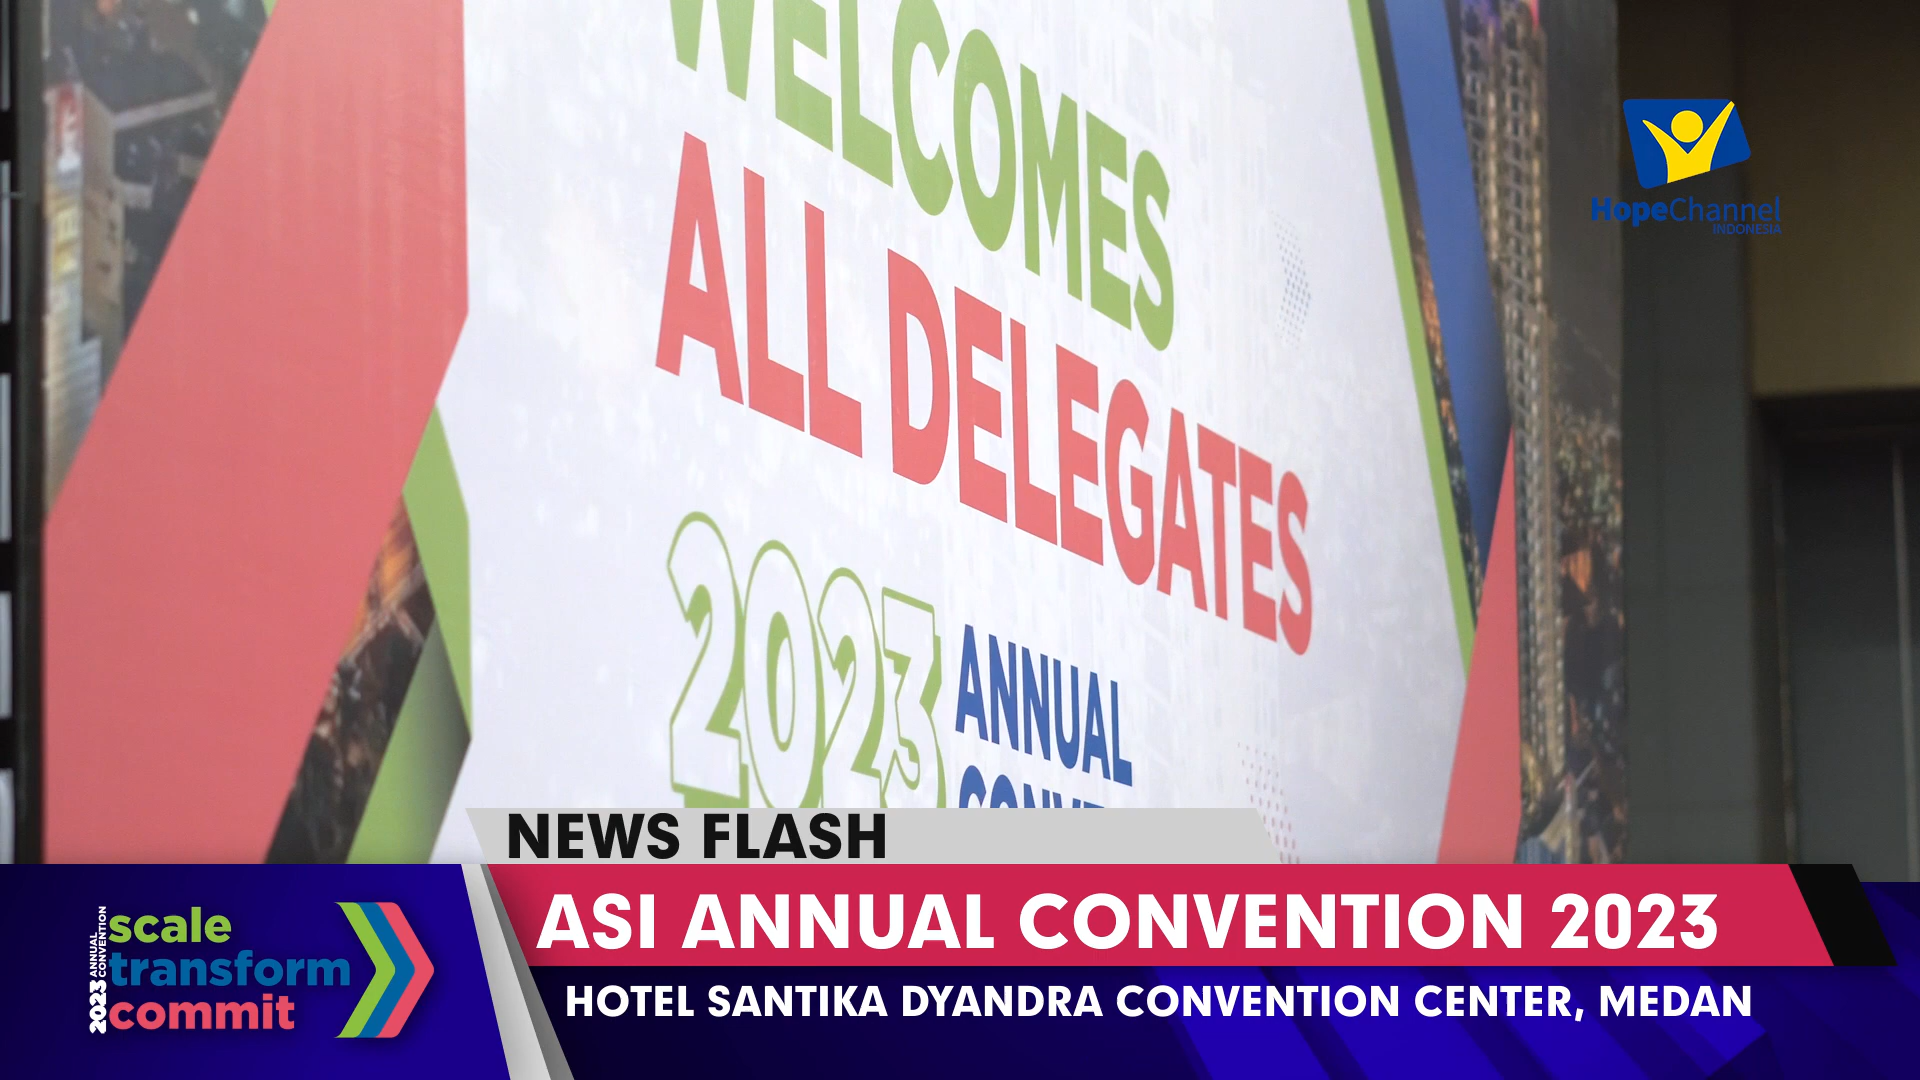 WELCOMES
ALL DELEGATES
2023 ANNUAL
HopeChannel
INDONESIA
NEWS FLASH
ASI ANNUAL CONVENTION 2023
HOTEL SANTIKA DYANDRA CONVENTION CENTER, MEDAN
2023 ANNUAL CONVENTION
scale
transform
commit